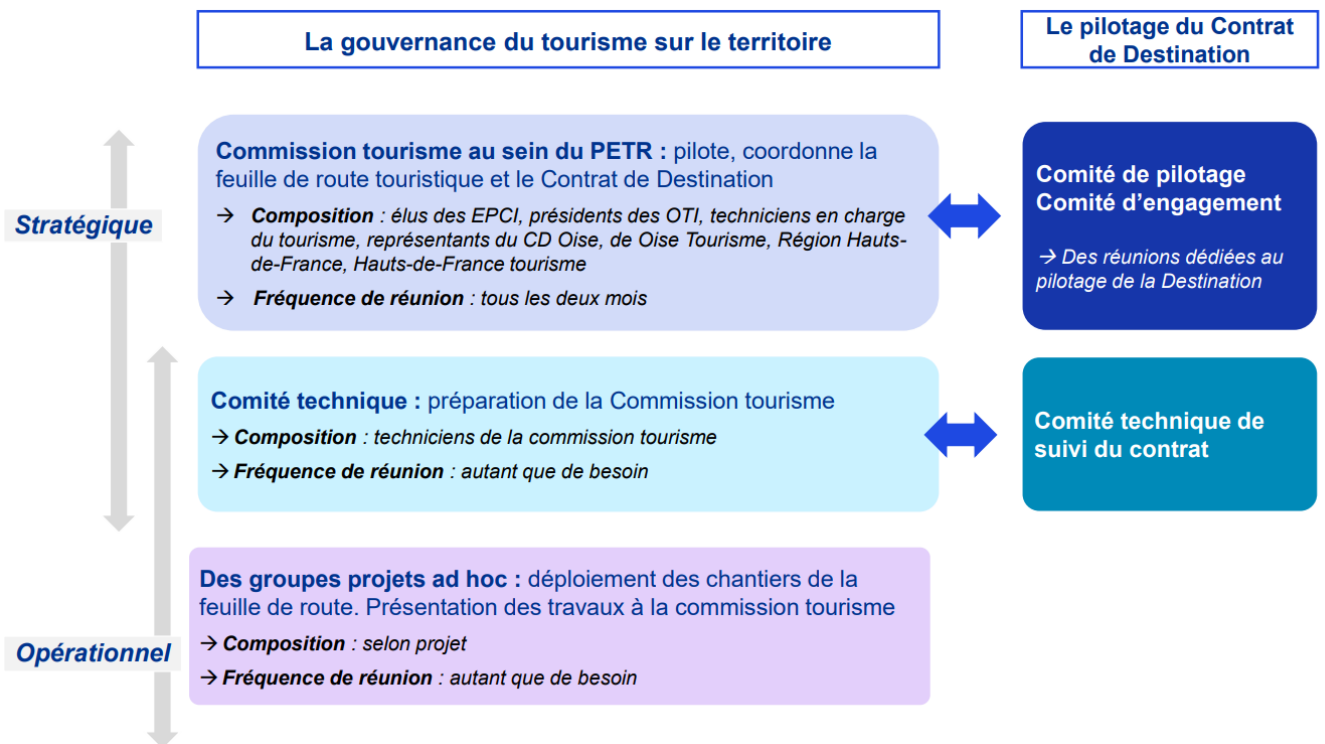 La gouvernance du tourisme sur le territoire
Le pilotage du Contrat
de Destination
Stratégique
Commission tourisme au sein du PETR : pilote, coordonne la
feuille de route touristique et le Contrat de Destination
→ Composition : élus des EPCI, présidents des OTI, techniciens en charge
du tourisme, représentants du CD Oise, de Oise Tourisme, Région Hauts-
de-France, Hauts-de-France tourisme
→ Fréquence de réunion : tous les deux mois
Comité de pilotage
Comité d'engagement
→ Des réunions dédiées au
pilotage de la Destination
Comité technique : préparation de la Commission tourisme
→ Composition : techniciens de la commission tourisme
→ Fréquence de réunion : autant que de besoin
Comité technique de
suivi du contrat
Opérationnel
Des groupes projets ad hoc : déploiement des chantiers de la
feuille de route. Présentation des travaux à la commission tourisme
→ Composition : selon projet
→ Fréquence de réunion : autant que de besoin